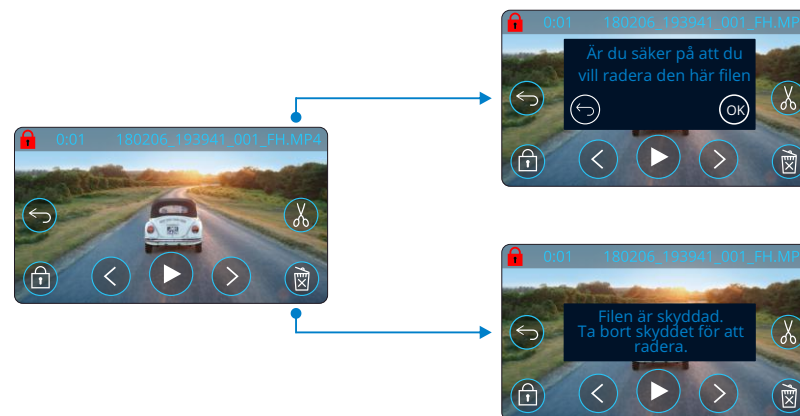 0:01 180206_193941_001_FH.MP
Är du säker på att du
vill radera den här filen
OK
0:01 180206_193941_001_FH.MP4
0:01 180206_193941_001_FH.MP
Filen är skyddad.
Ta bort skyddet för att
radera.